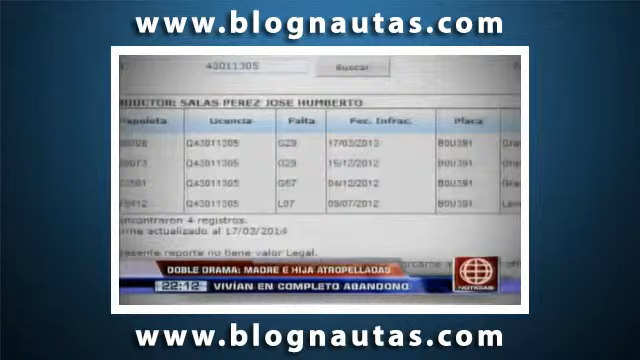 www.blognautas.com
43011305 Buscar
DUCTOR: SALAS PEREZ JOSE HUMBERTO
Papeleta Licencia Falta Fec. Infrac. Placa
Q43011305 G29 17/03/2013 B0U391
Q43011305 G29 15/12/2012 B0U391
Q43011305 G57 04/12/2012 B0U391
Q43011305 L07 09/07/2012 B0U391
encontraron 4 registros.
rme actualizado al 17/03/2014
presente reporte no tiene valor Legal.
DOBLE DRAMA: MADRE E HIJA ATROPELLADAS
NOTICIAS
22:12 VIVÍAN EN COMPLETO ABANDONO
www.blognautas.com